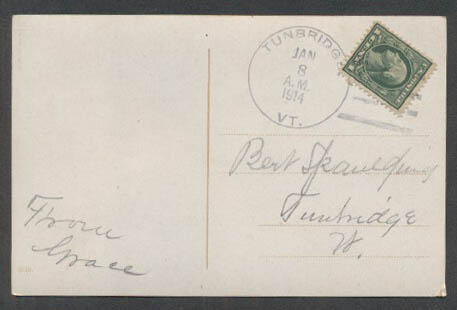 TUNBRIDGE
JAN
8
A.M.
1914
VT.
Bert Spaulding
Tunbridge
Vt.
From
Grace